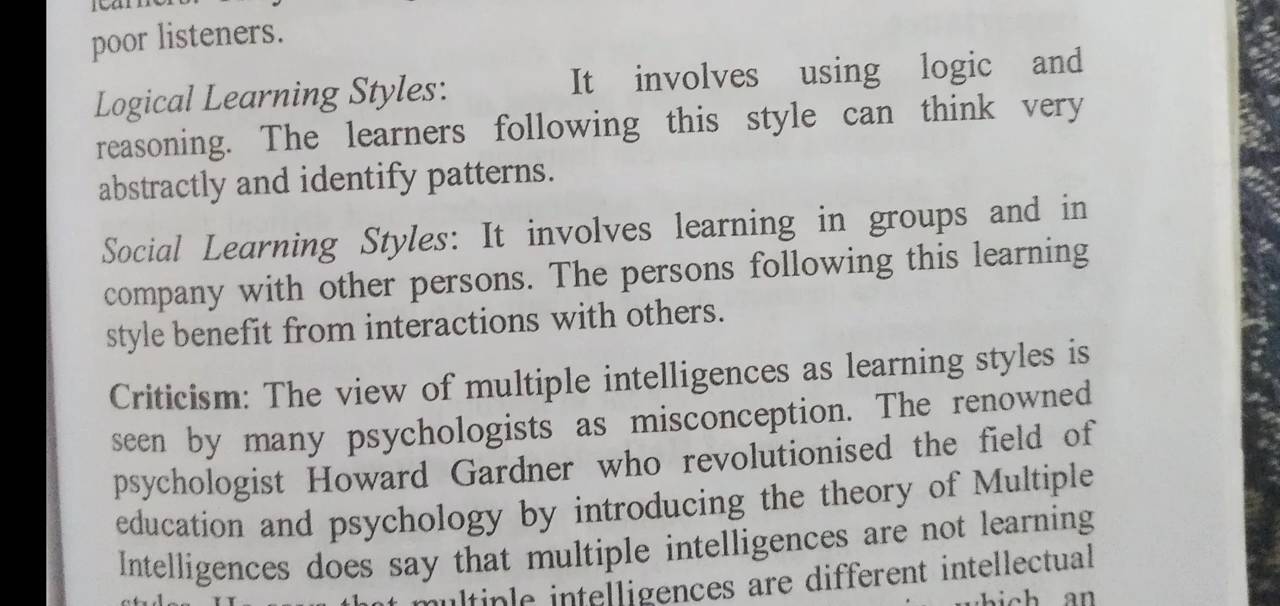 poor listeners.
Logical Learning Styles: It involves using logic and
reasoning. The learners following this style can think very
abstractly and identify patterns.
Social Learning Styles: It involves learning in groups and in
company with other persons. The persons following this learning
style benefit from interactions with others.
Criticism: The view of multiple intelligences as learning styles is
seen by many psychologists as misconception. The renowned
psychologist Howard Gardner who revolutionised the field of
education and psychology by introducing the theory of Multiple
Intelligences does say that multiple intelligences are not learning
that multiple intelligences are different intellectual
which an